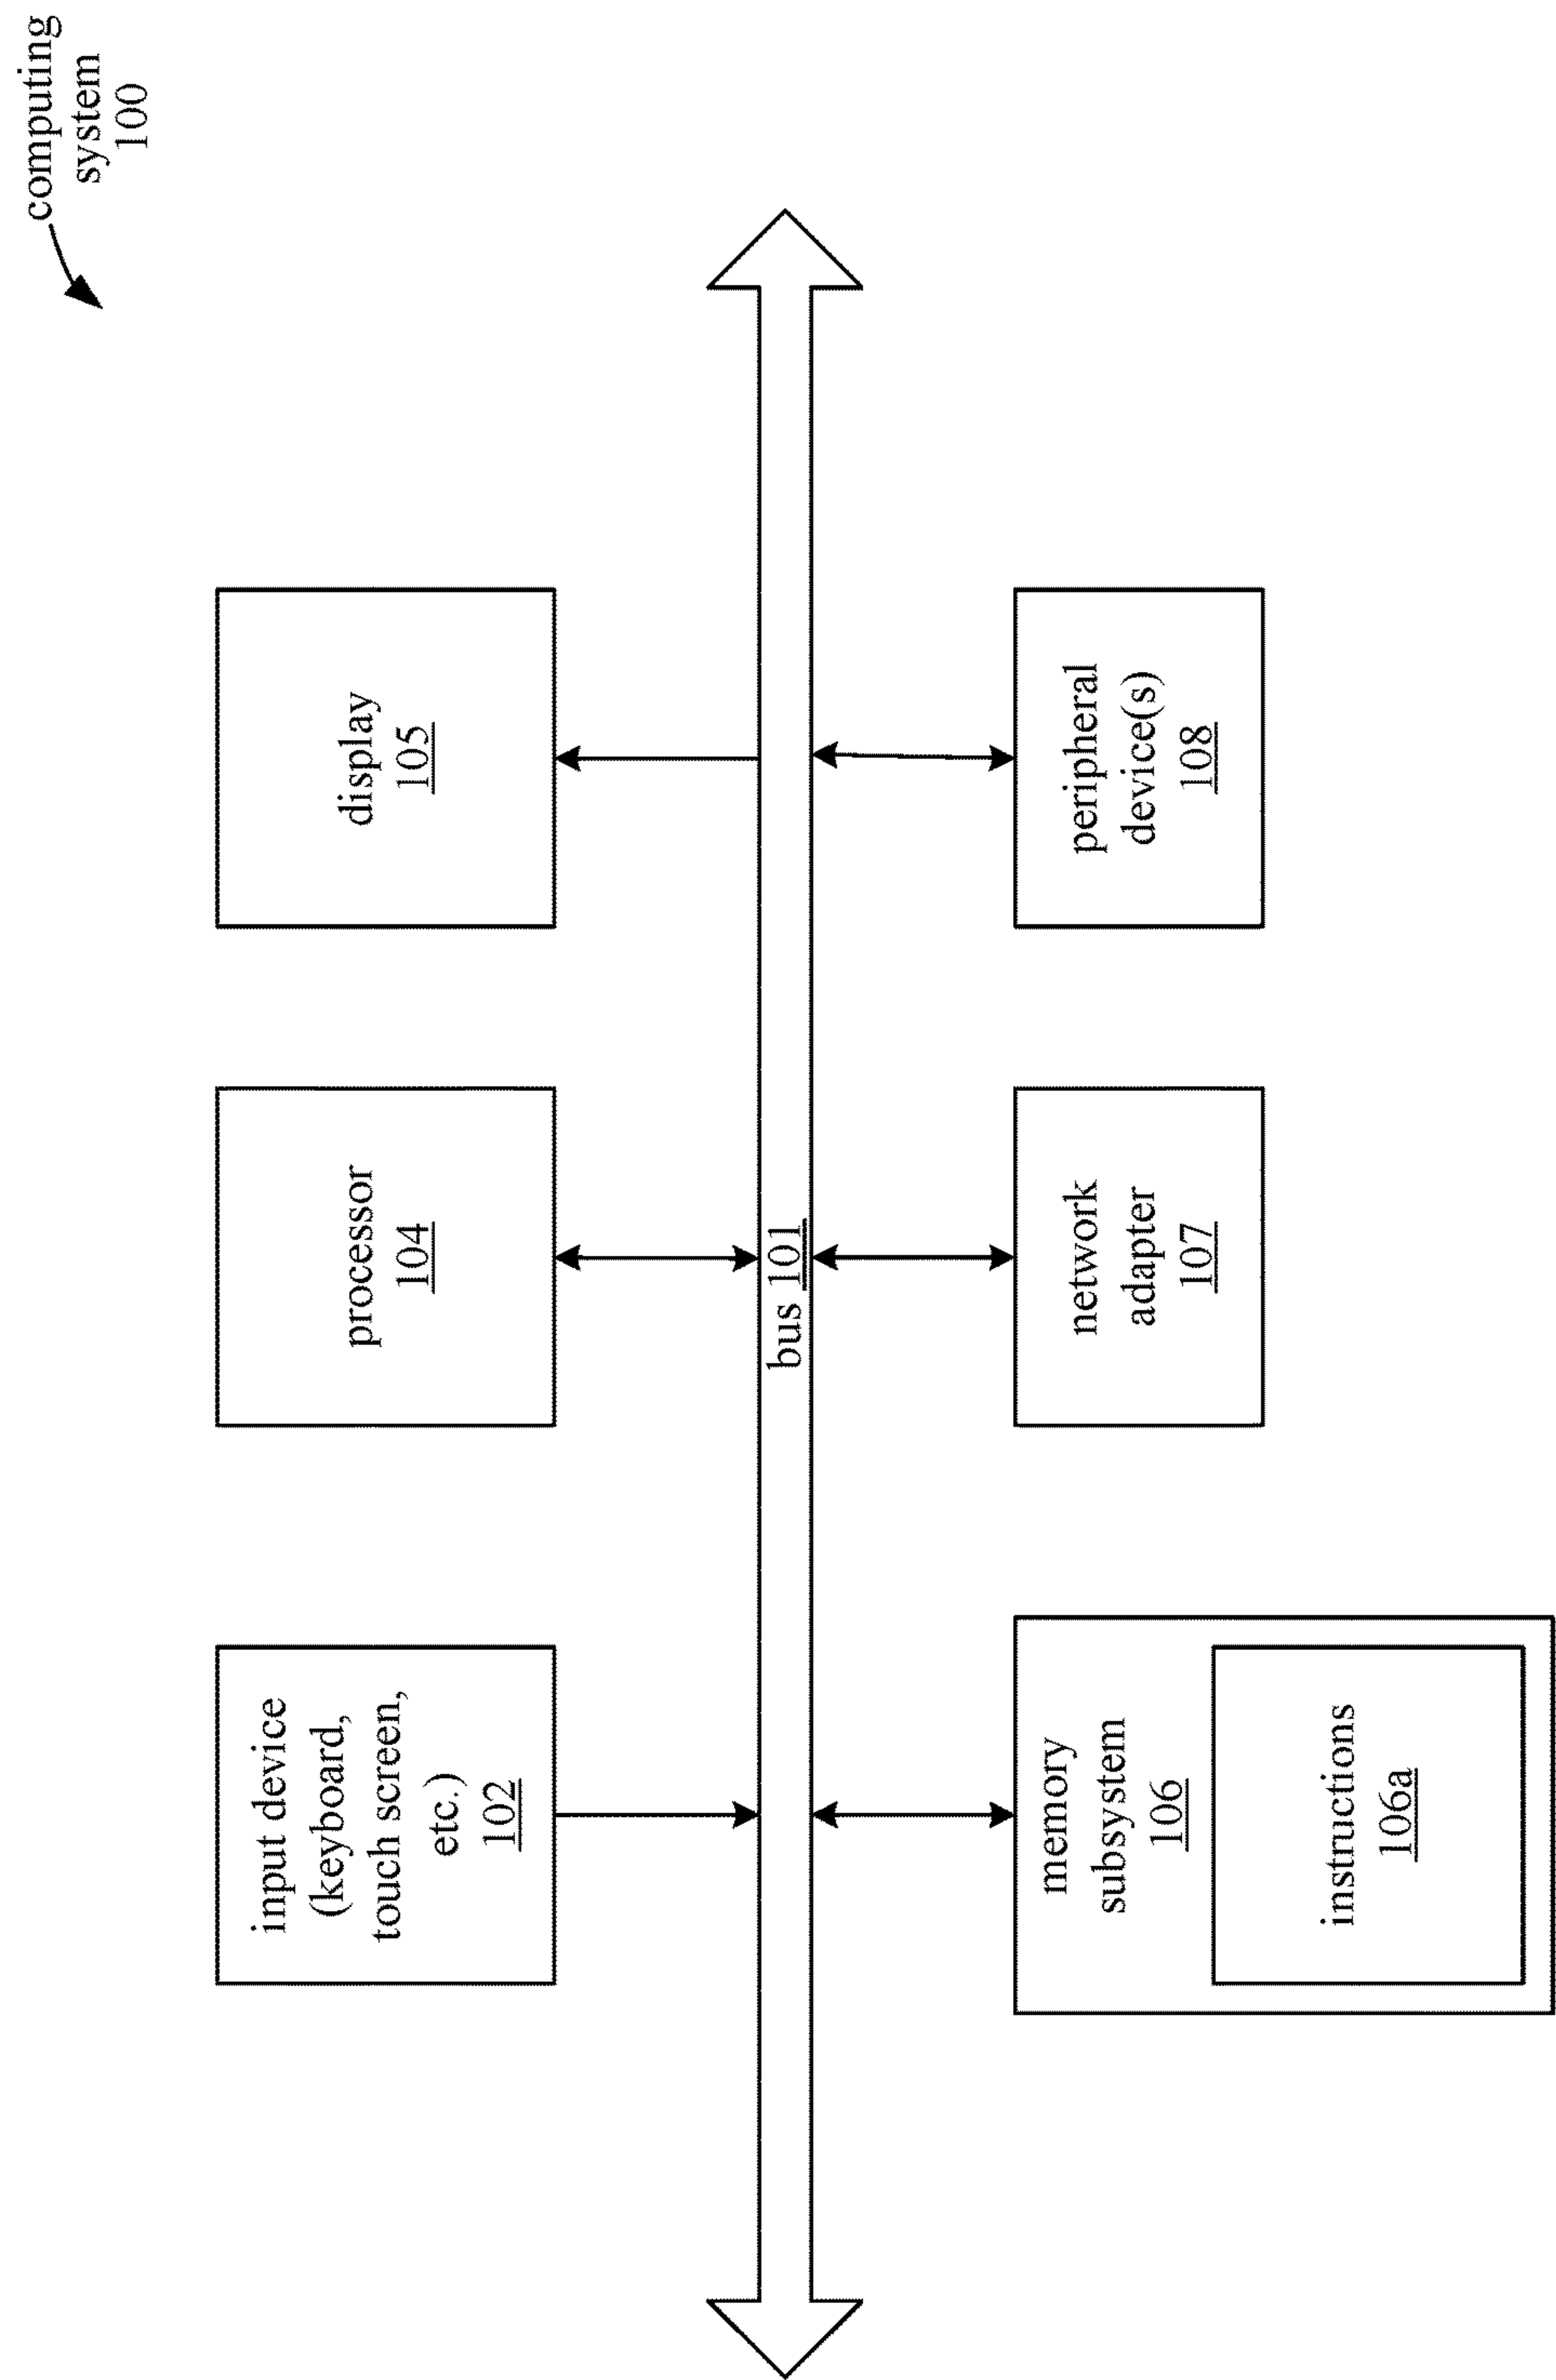 computing
system
100
input device
(keyboard,
touch screen,
etc.)
102
processor
104
display
105
bus 101
memory
subsystem
106
instructions
106a
network
adapter
107
peripheral
device(s)
108